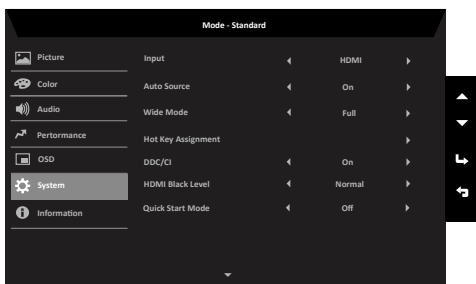 Mode - Standard
Picture
Color
Audio
Pertormance
OSD
System
Information
Input HDMI
Auto Source On
Wide Mode Full
Hot Key Assignment
DDC/CI On
HDMI Black Level Normal
Quick Start Mode Off